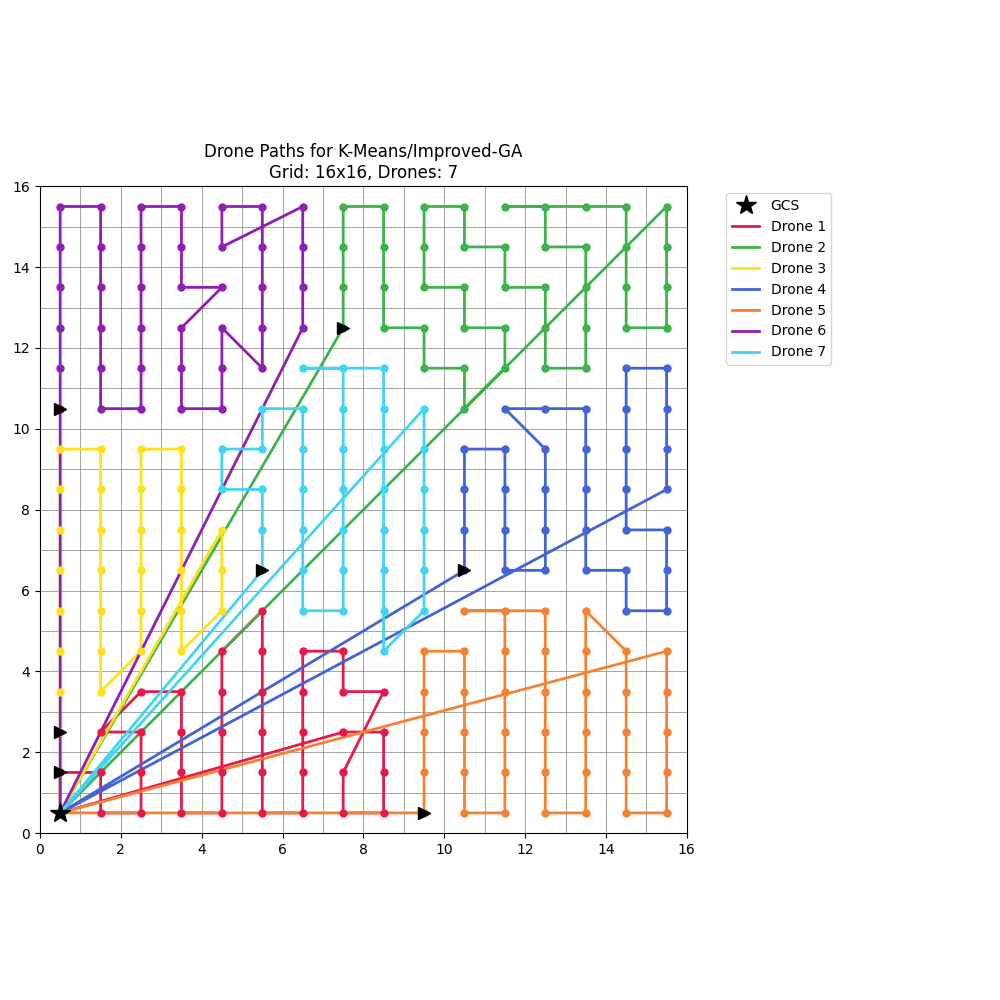 Drone Paths for K-Means/Improved-GA
Grid: 16x16, Drones: 7
16
14
12
10
8
6
4
2
0
0 2 4 6 8 10 12 14 16
GCS
Drone 1
Drone 2
Drone 3
Drone 4
Drone 5
Drone 6
Drone 7